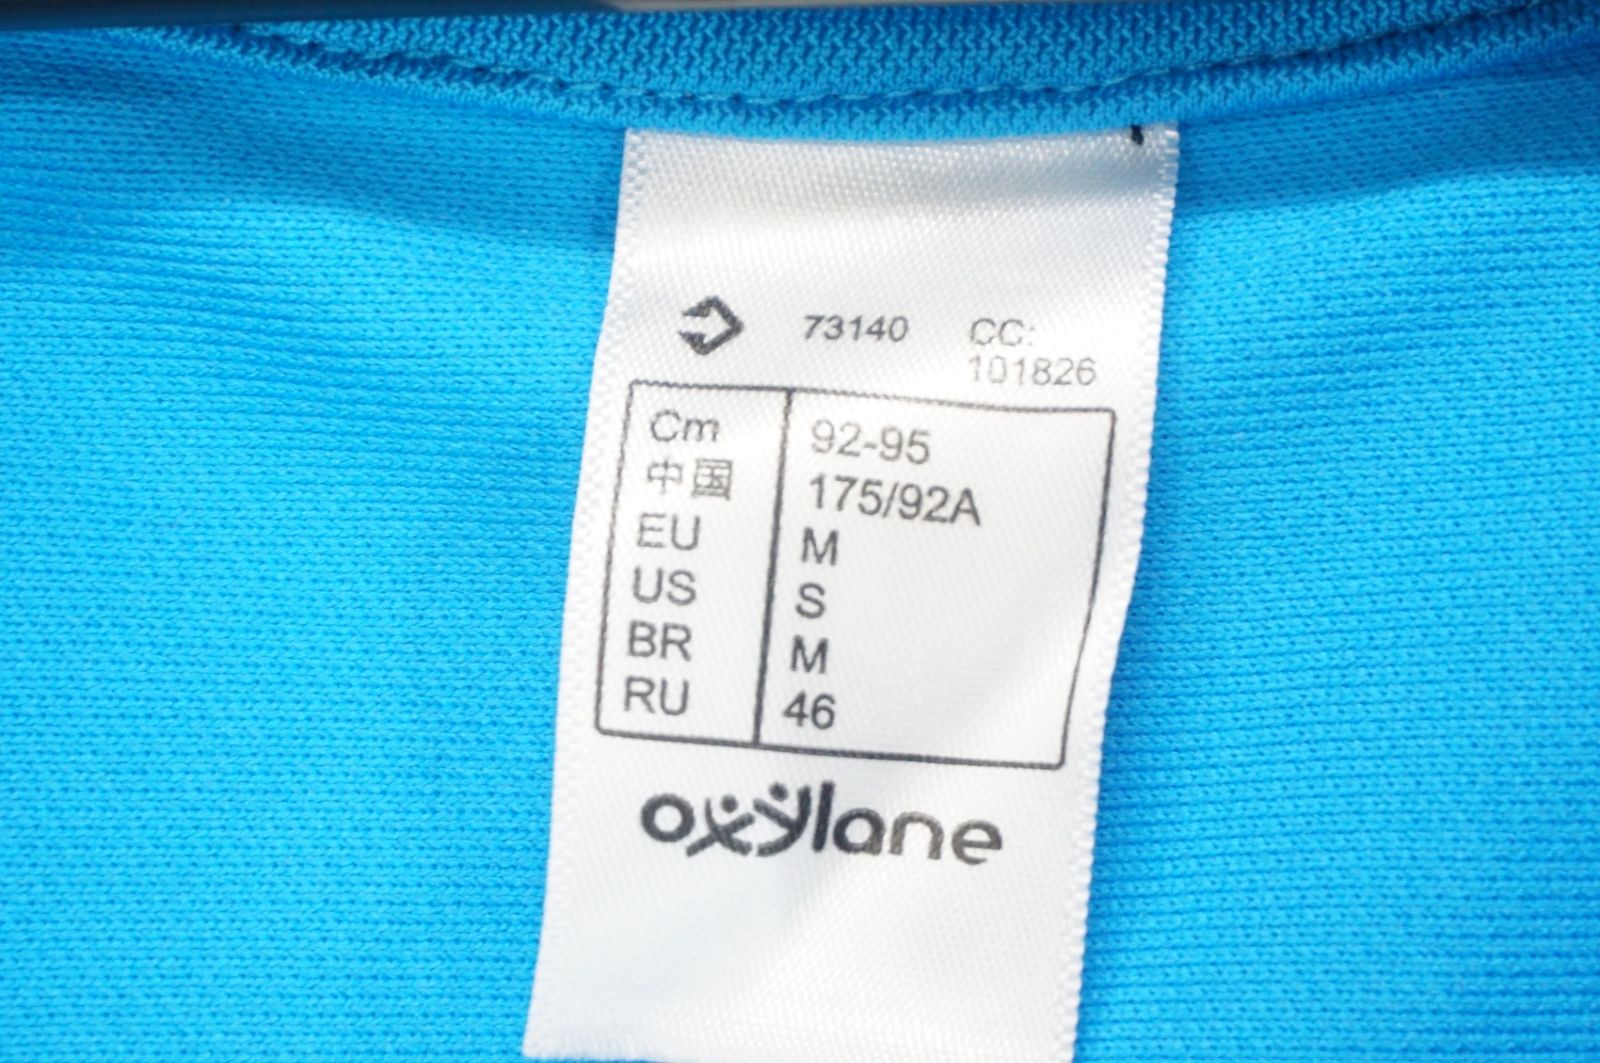 73140 CC:
101826
Cm 92-95
中国 175/92A
EU M
US S
BR M
RU 46
oxylane